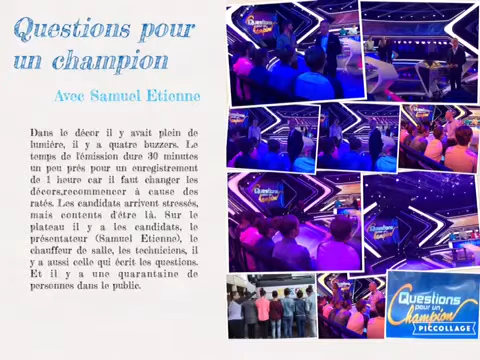 Questions pour
un champion
Avec Samuel Etienne
Dans le décor il y avait plein de
lumière, il y a quatre buzzers. Le
temps de l'émission dure 30 minutes
un peu prés pour un enregistrement
de 1 heure car il faut changer les
décors,recommencer à cause des
ratés. Les candidats arrivent stressés,
mais contents d'être là. Sur le
plateau il y a les candidats, le
présentateur (Samuel Etienne), le
chauffeur de salle, les techniciens, il
y a aussi celle qui écrit les questions.
Et il y a une quarantaine de
personnes dans le public.
Questions
pour un
Champion
PICCOLLAGE